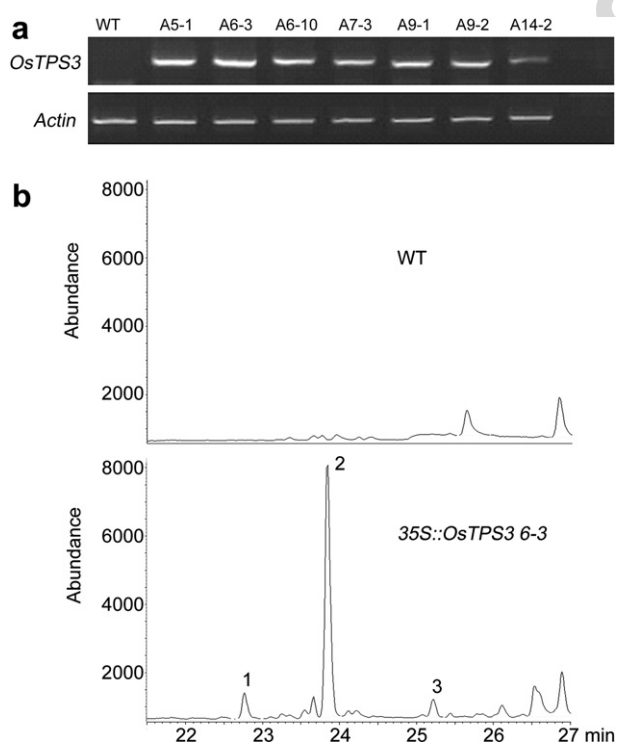 a
WT A5-1 A6-3 A6-10 A7-3 A9-1 A9-2 A14-2
OsTPS3
Actin
b
8000
6000
4000
2000
Abundance
WT
8000
6000
4000
2000
Abundance
2
35S::OsTPS3 6-3
1
3
22 23 24 25 26 27 min